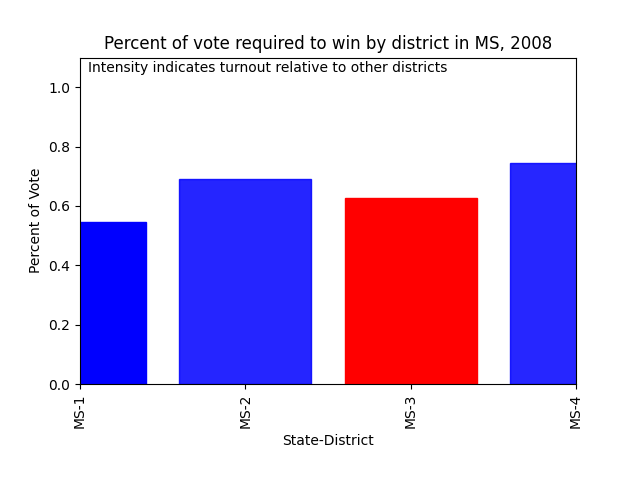 Percent of vote required to win by district in MS, 2008
Intensity indicates turnout relative to other districts
1.0
0.8
0.6
0.4
0.2
0.0
Percent of Vote
MS-1
MS-2
MS-3
MS-4
State-District